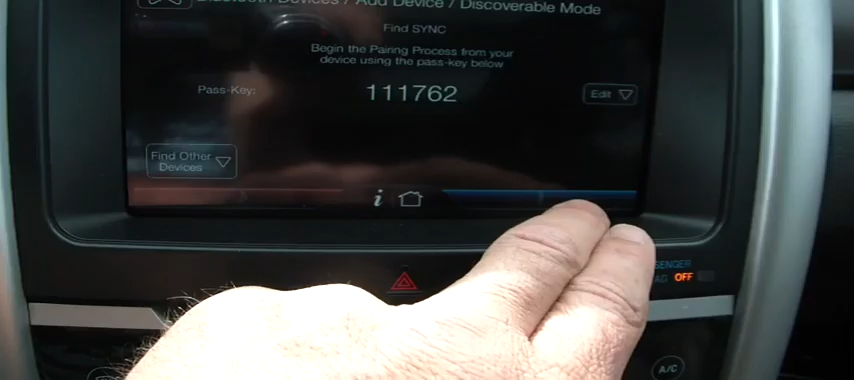 Bluetooth Devices / Add Device / Discoverable Mode
Find SYNC
Begin the Pairing Process from your
device using the pass-key below
Pass-Key:
111762
Edit
Find Other
Devices
i
OFF
A/C